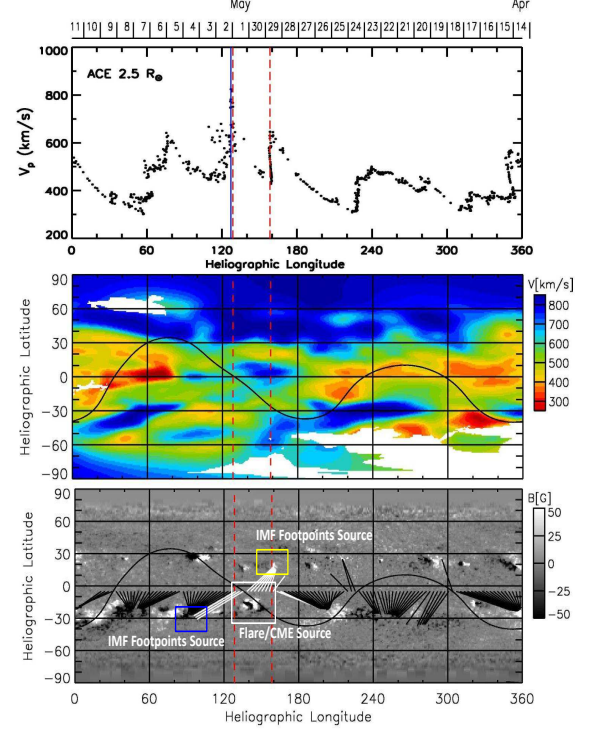 May Apr
11 10 9 8 7 6 5 4 3 2 1 30 29 28 27 26 25 24 23 22 21 20 19 18 17 16 15 14
1000
ACE 2.5 R⊙
800
Vp (km/s)
600
400
200
0 60 120 180 240 300 360
Heliographic Longitude
90
V[km/s]
60
800
30
700
0
600
Heliographic Latitude
500
-30
400
-60
300
-90
90
B[G]
60
50
IMF Footpoints Source
30
25
0
0
Heliographic Latitude
-30
-25
IMF Footpoints Source
Flare/CME Source
-50
-60
-90
0 60 120 180 240 300 360
Heliographic Longitude